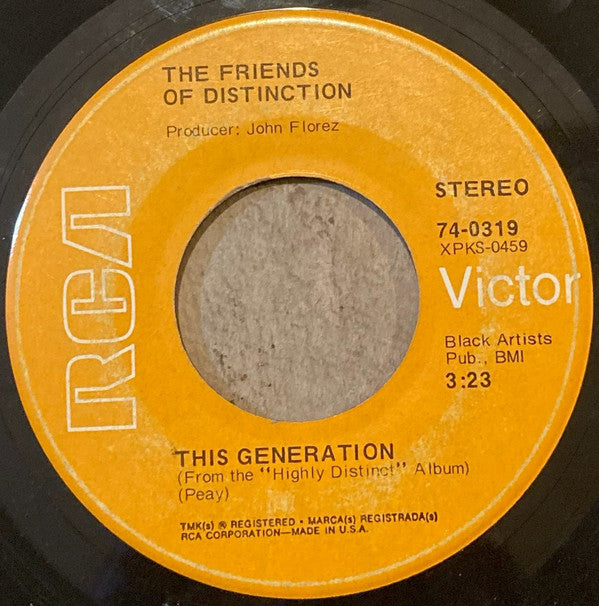 THE FRIENDS
OF DISTINCTION
Producer: John Florez
RCA
STEREO
74-0319
XPKS-0459
Victor
Black Artists
Pub., BMI
3:23
THIS GENERATION
(From the "Highly Distinct" Album)
(Peay)
TMK(s) ® REGISTERED • MARCA(s) REGISTRADA(s)
RCA CORPORATION—MADE IN U.S.A.